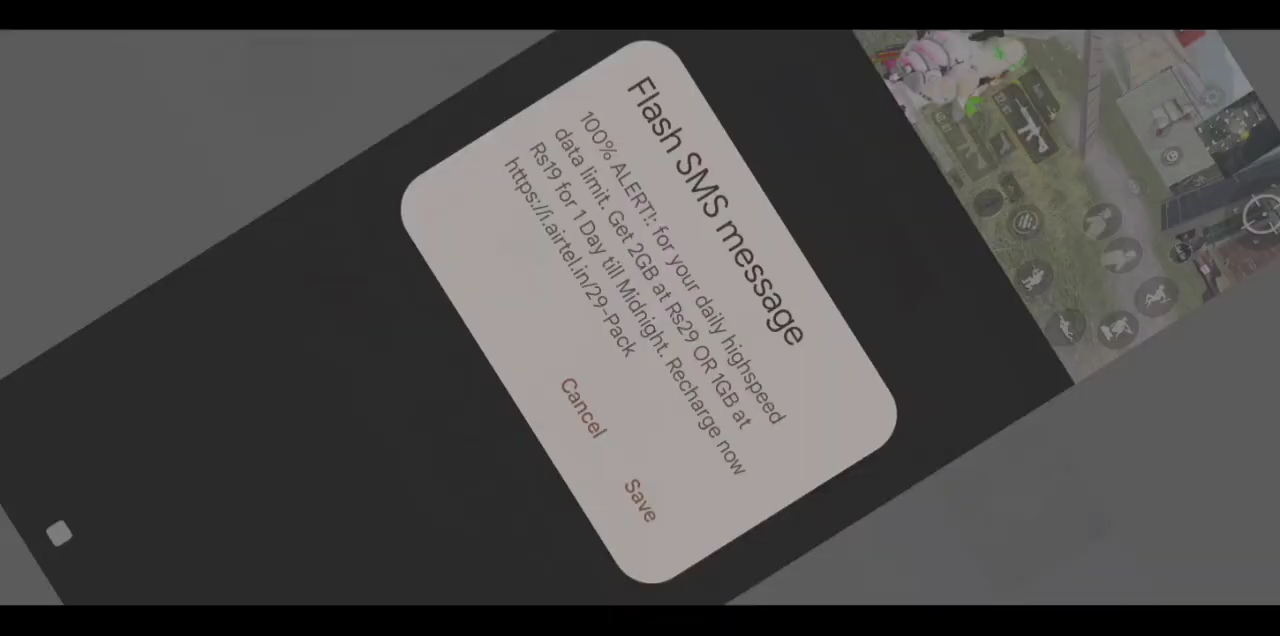 Flash SMS message
100% ALERT!: for your daily highspeed
data limit. Get 2GB at Rs29 OR 1GB at
Rs19 for 1 Day till Midnight. Recharge now
https://i.airtel.in/29-Pack
Cancel
Save